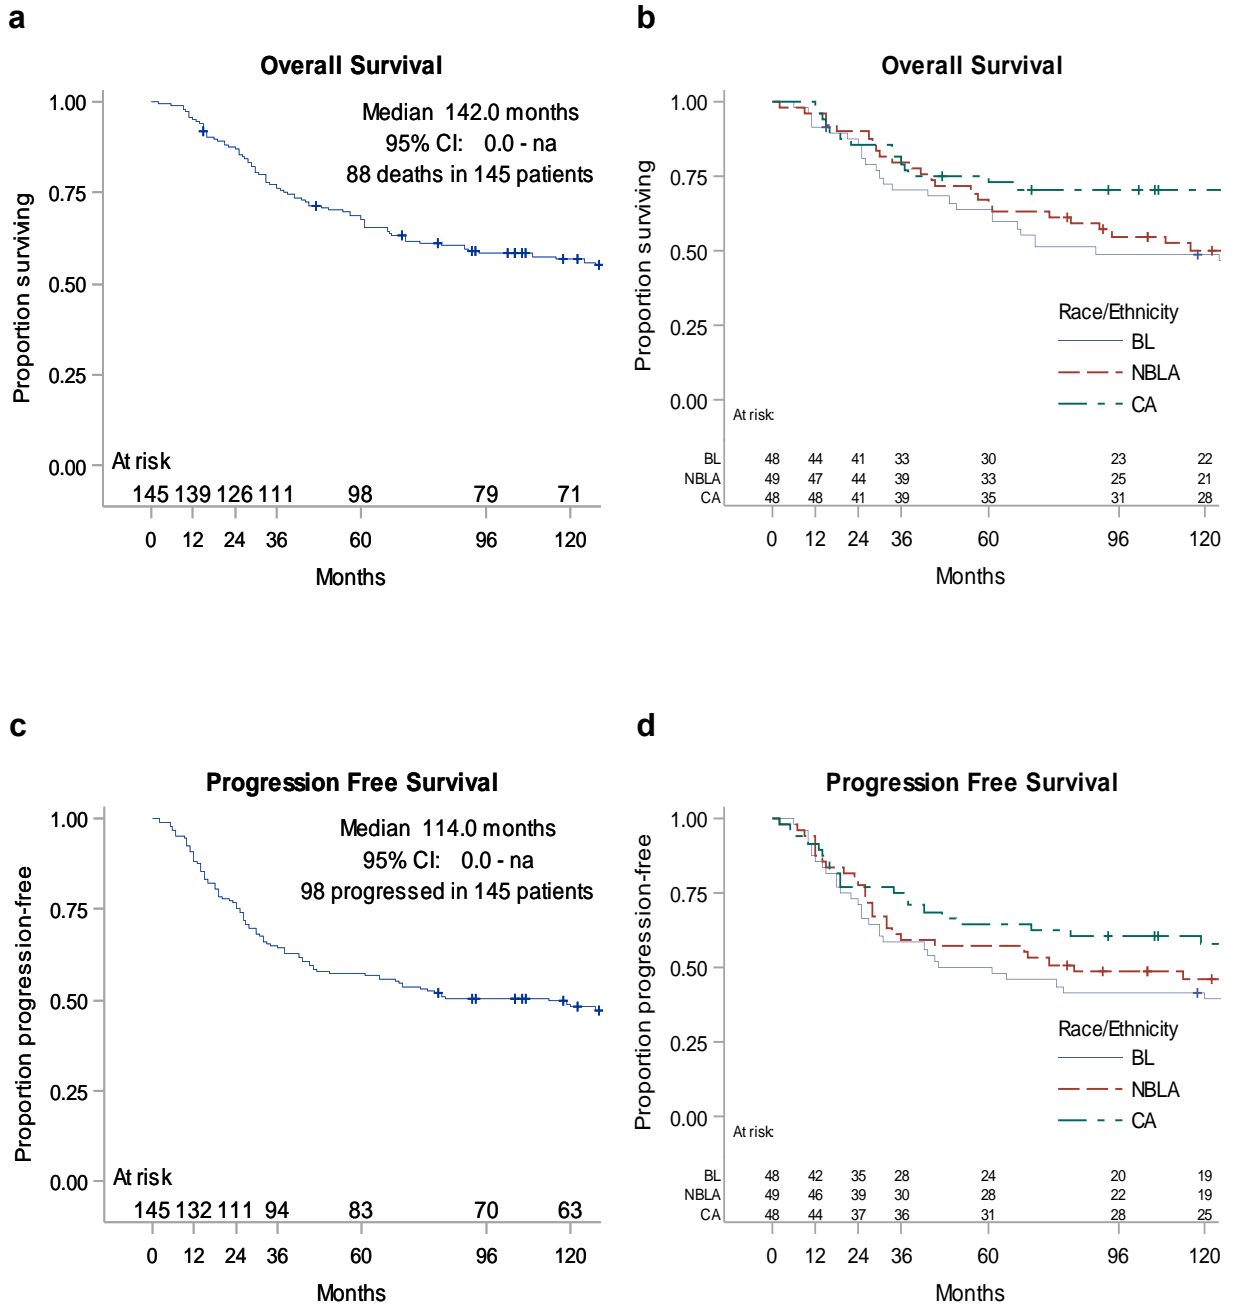 a
Overall Survival
Median 142.0 months
95% CI: 0.0 - na
88 deaths in 145 patients
Proportion surviving
1.00
0.75
0.50
0.25
0.00
At risk
145 139 126 111 98 79 71
0 12 24 36 60 96 120
Months
b
Overall Survival
Proportion surviving
1.00
0.75
0.50
0.25
0.00
Race/Ethnicity
BL
NBLA
CA
At risk:
BL 48 44 41 33 30 23 22
NBLA 49 47 44 39 33 25 21
CA 48 48 41 39 35 31 28
0 12 24 36 60 96 120
Months
c
Progression Free Survival
Median 114.0 months
95% CI: 0.0 - na
98 progressed in 145 patients
Proportion progression-free
1.00
0.75
0.50
0.25
0.00
At risk
145 132 111 94 83 70 63
0 12 24 36 60 96 120
Months
d
Progression Free Survival
Proportion progression-free
1.00
0.75
0.50
0.25
0.00
Race/Ethnicity
BL
NBLA
CA
At risk:
BL 48 42 35 28 24 20 19
NBLA 49 46 39 30 28 22 19
CA 48 44 37 36 31 28 25
0 12 24 36 60 96 120
Months